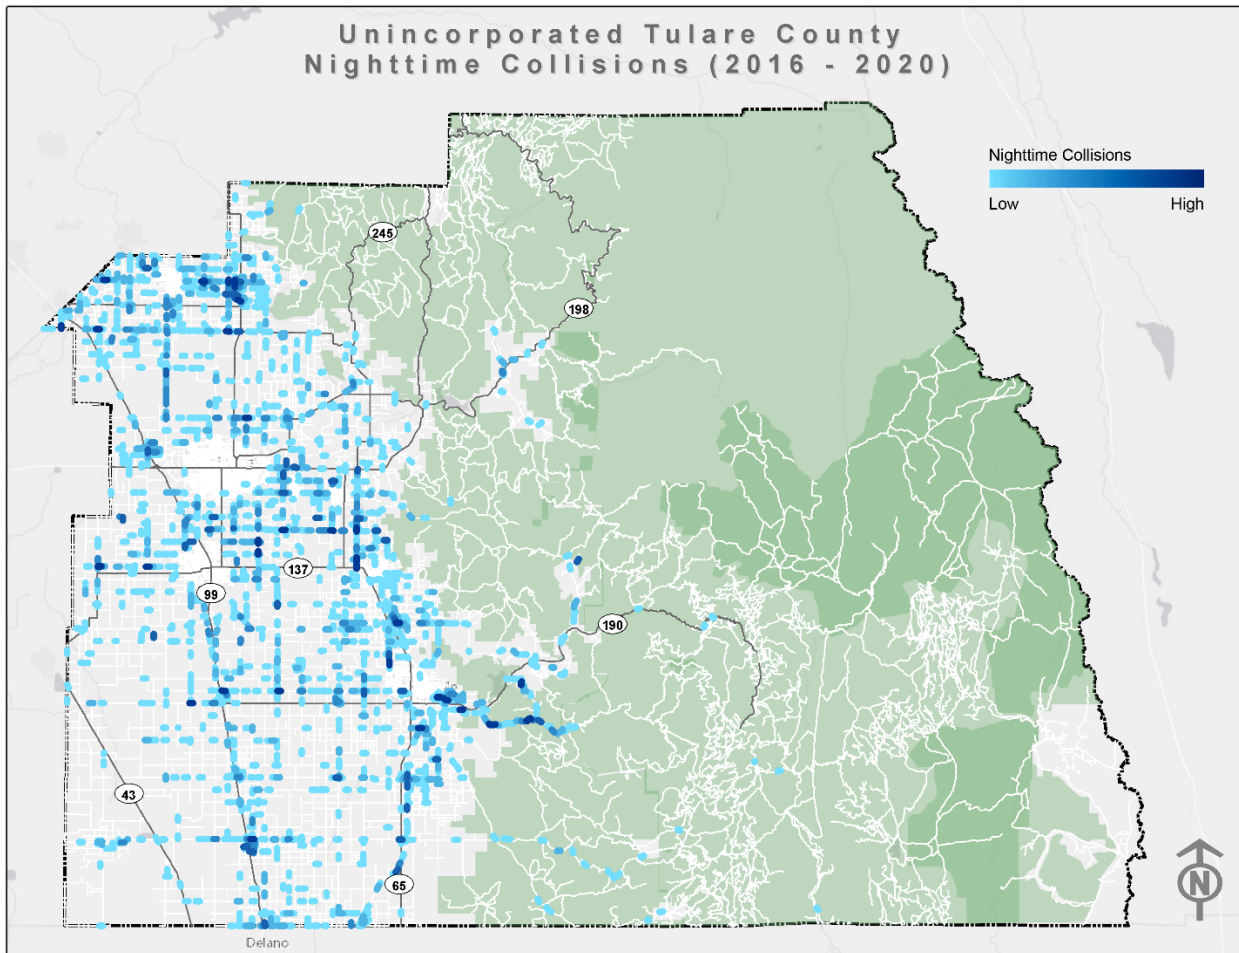 Unincorporated Tulare County
Nighttime Collisions (2016 - 2020)
Nighttime Collisions
Low High
245
198
137
99
190
43
65
N
Delano